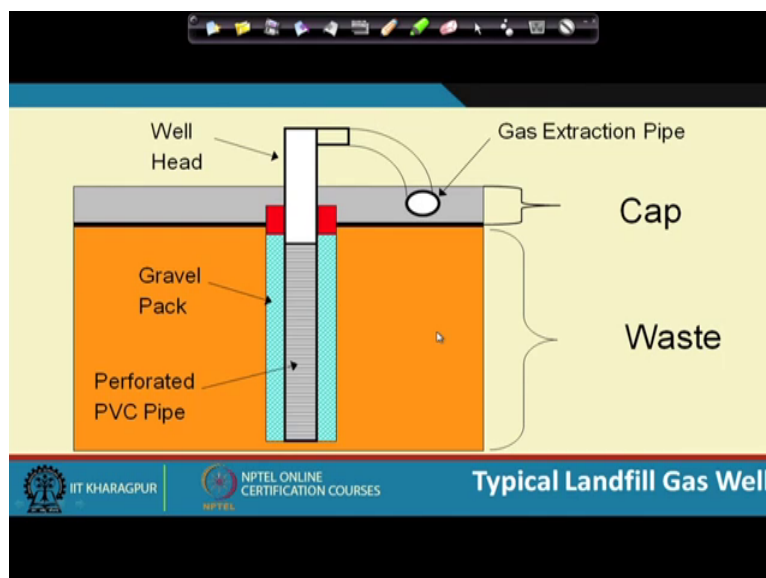 Well
Head
Gas Extraction Pipe
Cap
Gravel
Pack
Waste
Perforated
PVC Pipe
IIT KHARAGPUR
NPTEL ONLINE
CERTIFICATION COURSES
NPTEL
Typical Landfill Gas Well